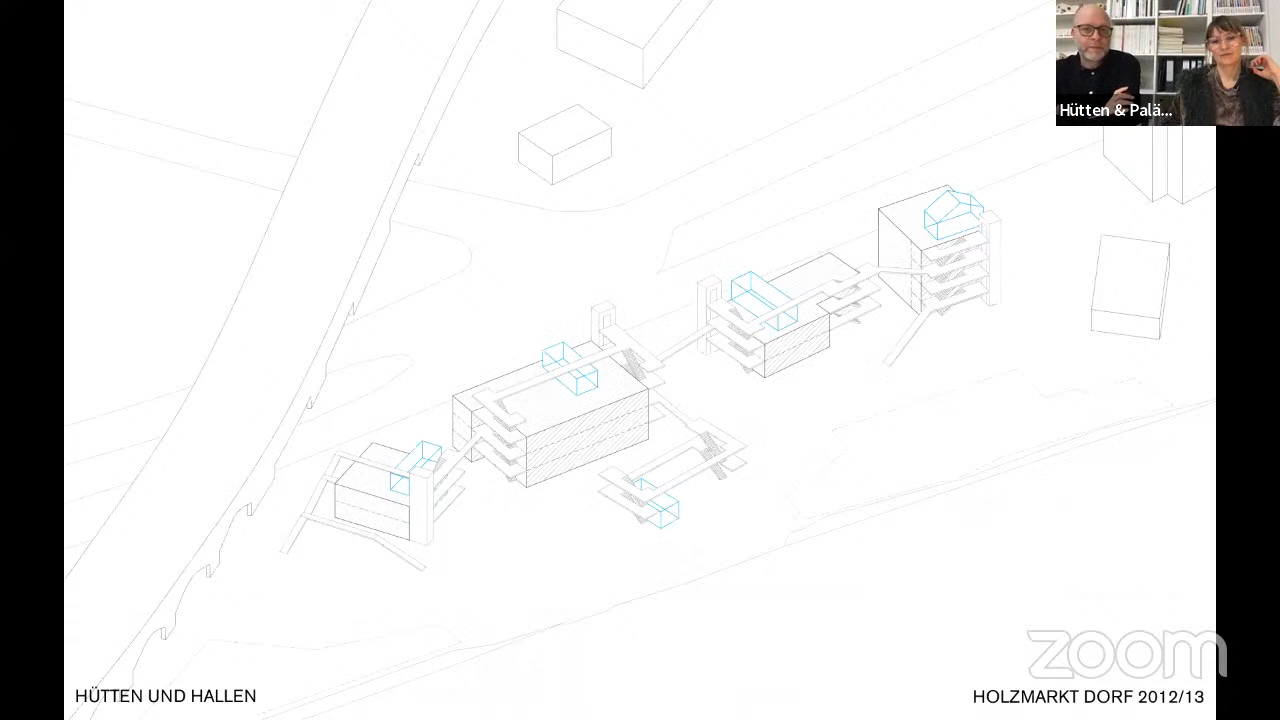 Hütten & Palä...
zoom
HÜTTEN UND HALLEN
HOLZMARKT DORF 2012/13